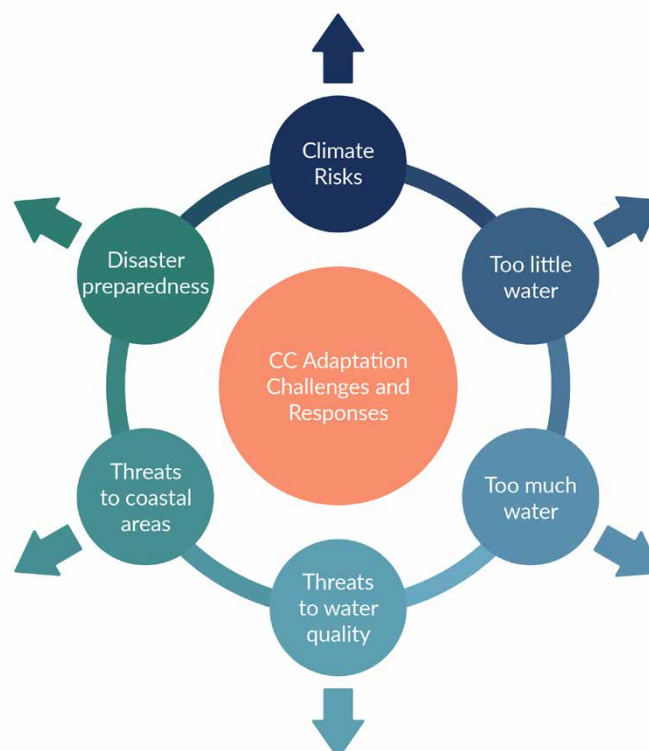 Climate
Risks
Too little
water
Too much
water
Threats
to water
quality
Threats
to coastal
areas
Disaster
preparedness
CC Adaptation
Challenges and
Responses